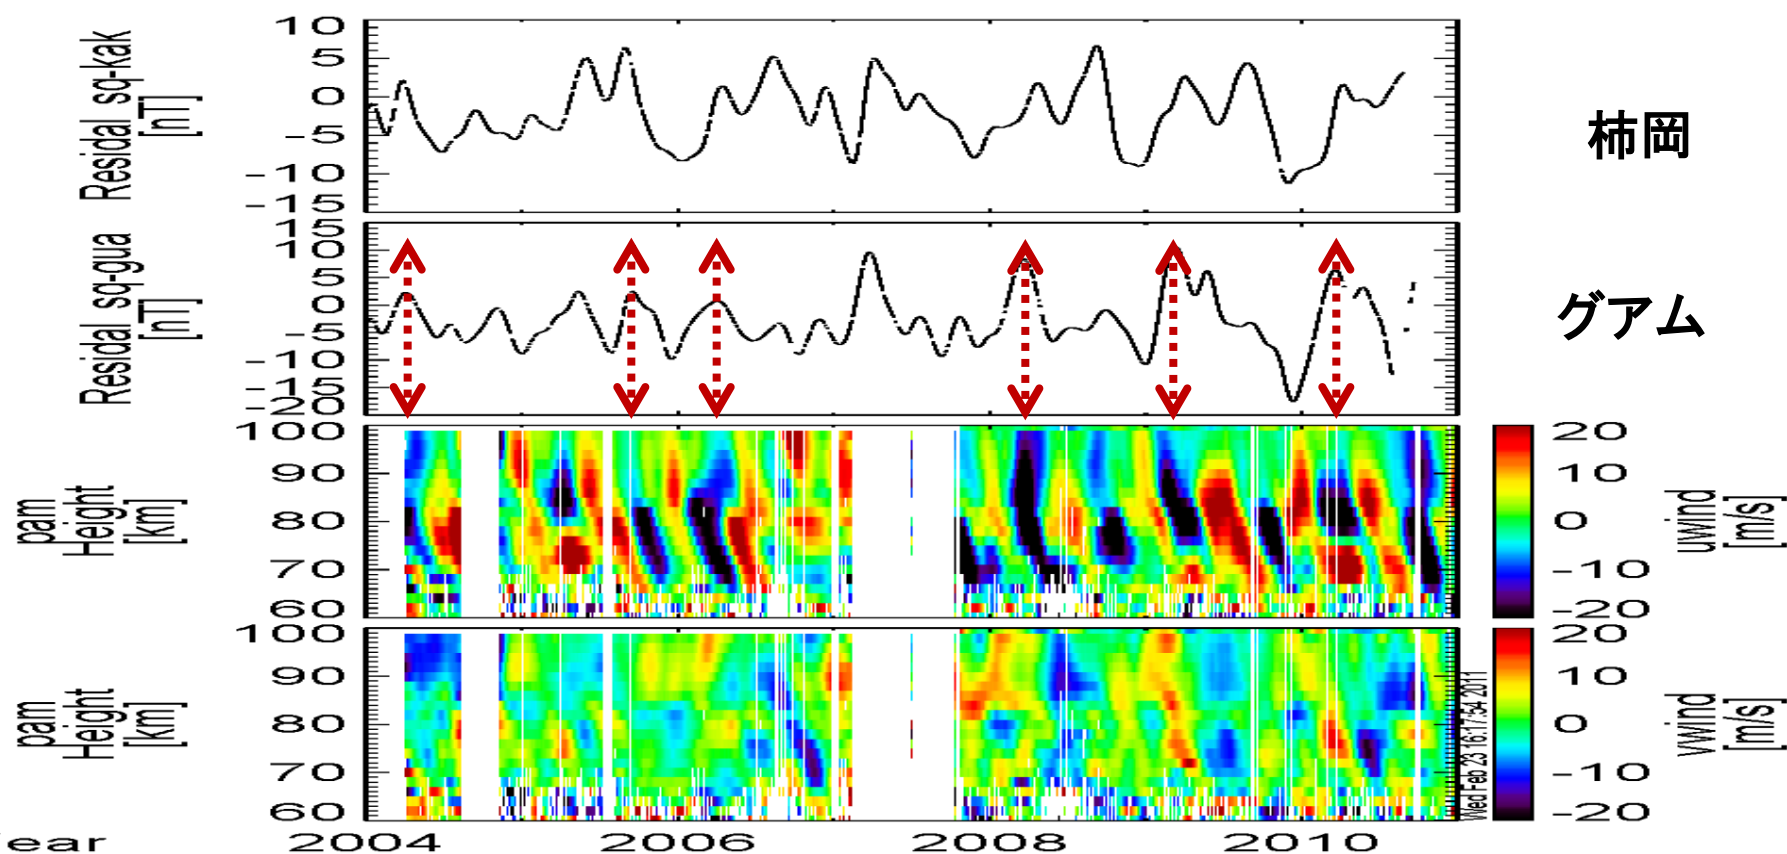 10
5
0
-5
-10
-15
Residal sq-kak
[nT]
柿岡
15
10
5
0
-5
-10
-15
-20
Residal sq-gua
[nT]
グアム
100
90
80
70
60
pam
Height
[km]
20
10
0
-10
-20
uwind
[m/s]
100
90
80
70
60
pam
Height
[km]
20
10
0
-10
-20
vwind
[m/s]
Wed Feb 23 16:17:54 2011
ear
2004
2006
2008
2010